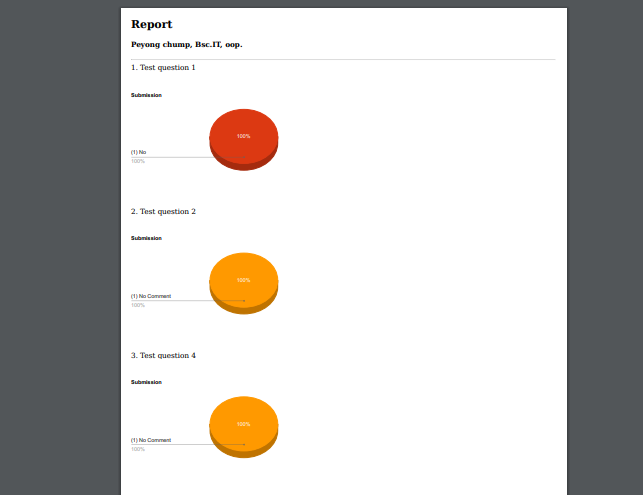 Report
Peyong chump, Bsc.IT, oop.
1. Test question 1
Submission
100%
(1) No
100%
2. Test question 2
Submission
100%
(1) No Comment
100%
3. Test question 4
Submission
100%
(1) No Comment
100%